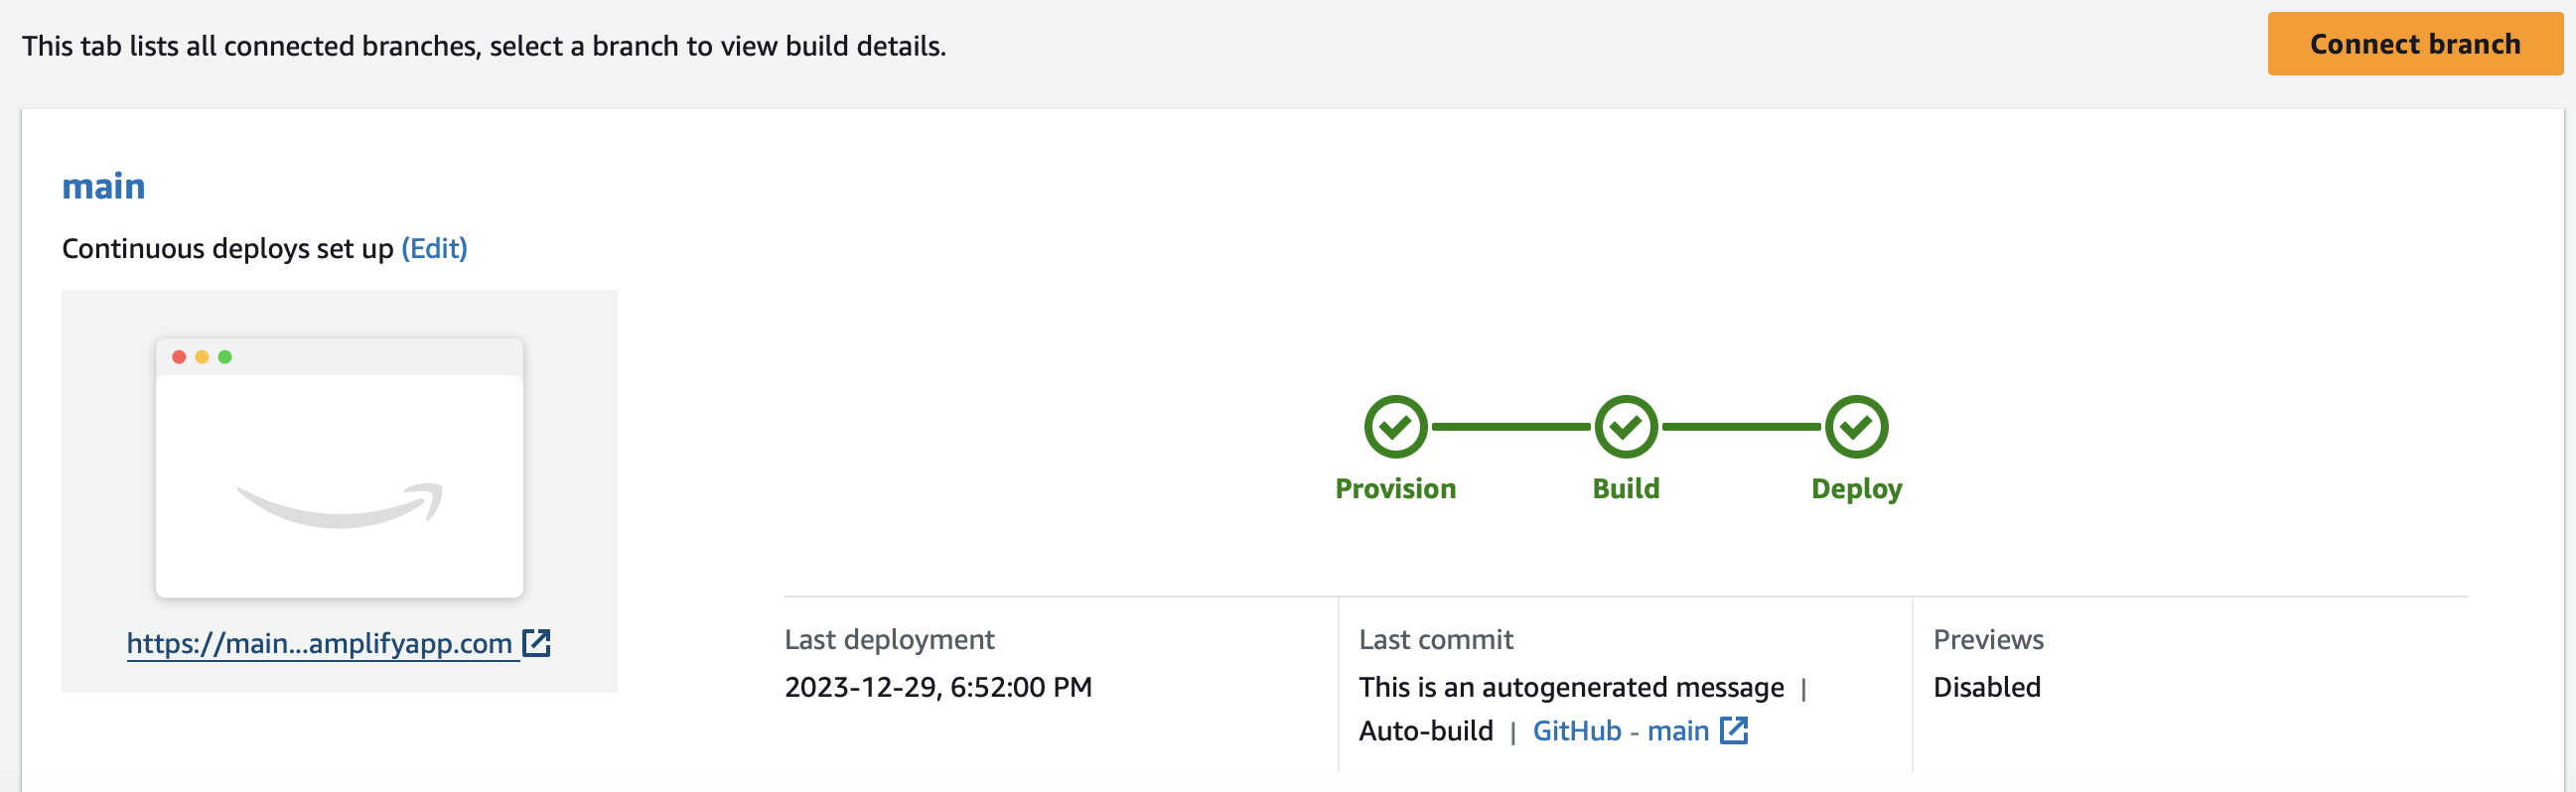 This tab lists all connected branches, select a branch to view build details.
Connect branch
main
Continuous deploys set up (Edit)
https://main...amplifyapp.com
Provision
Build
Deploy
Last deployment
2023-12-29, 6:52:00 PM
Last commit
This is an autogenerated message |
Auto-build | GitHub - main
Previews
Disabled